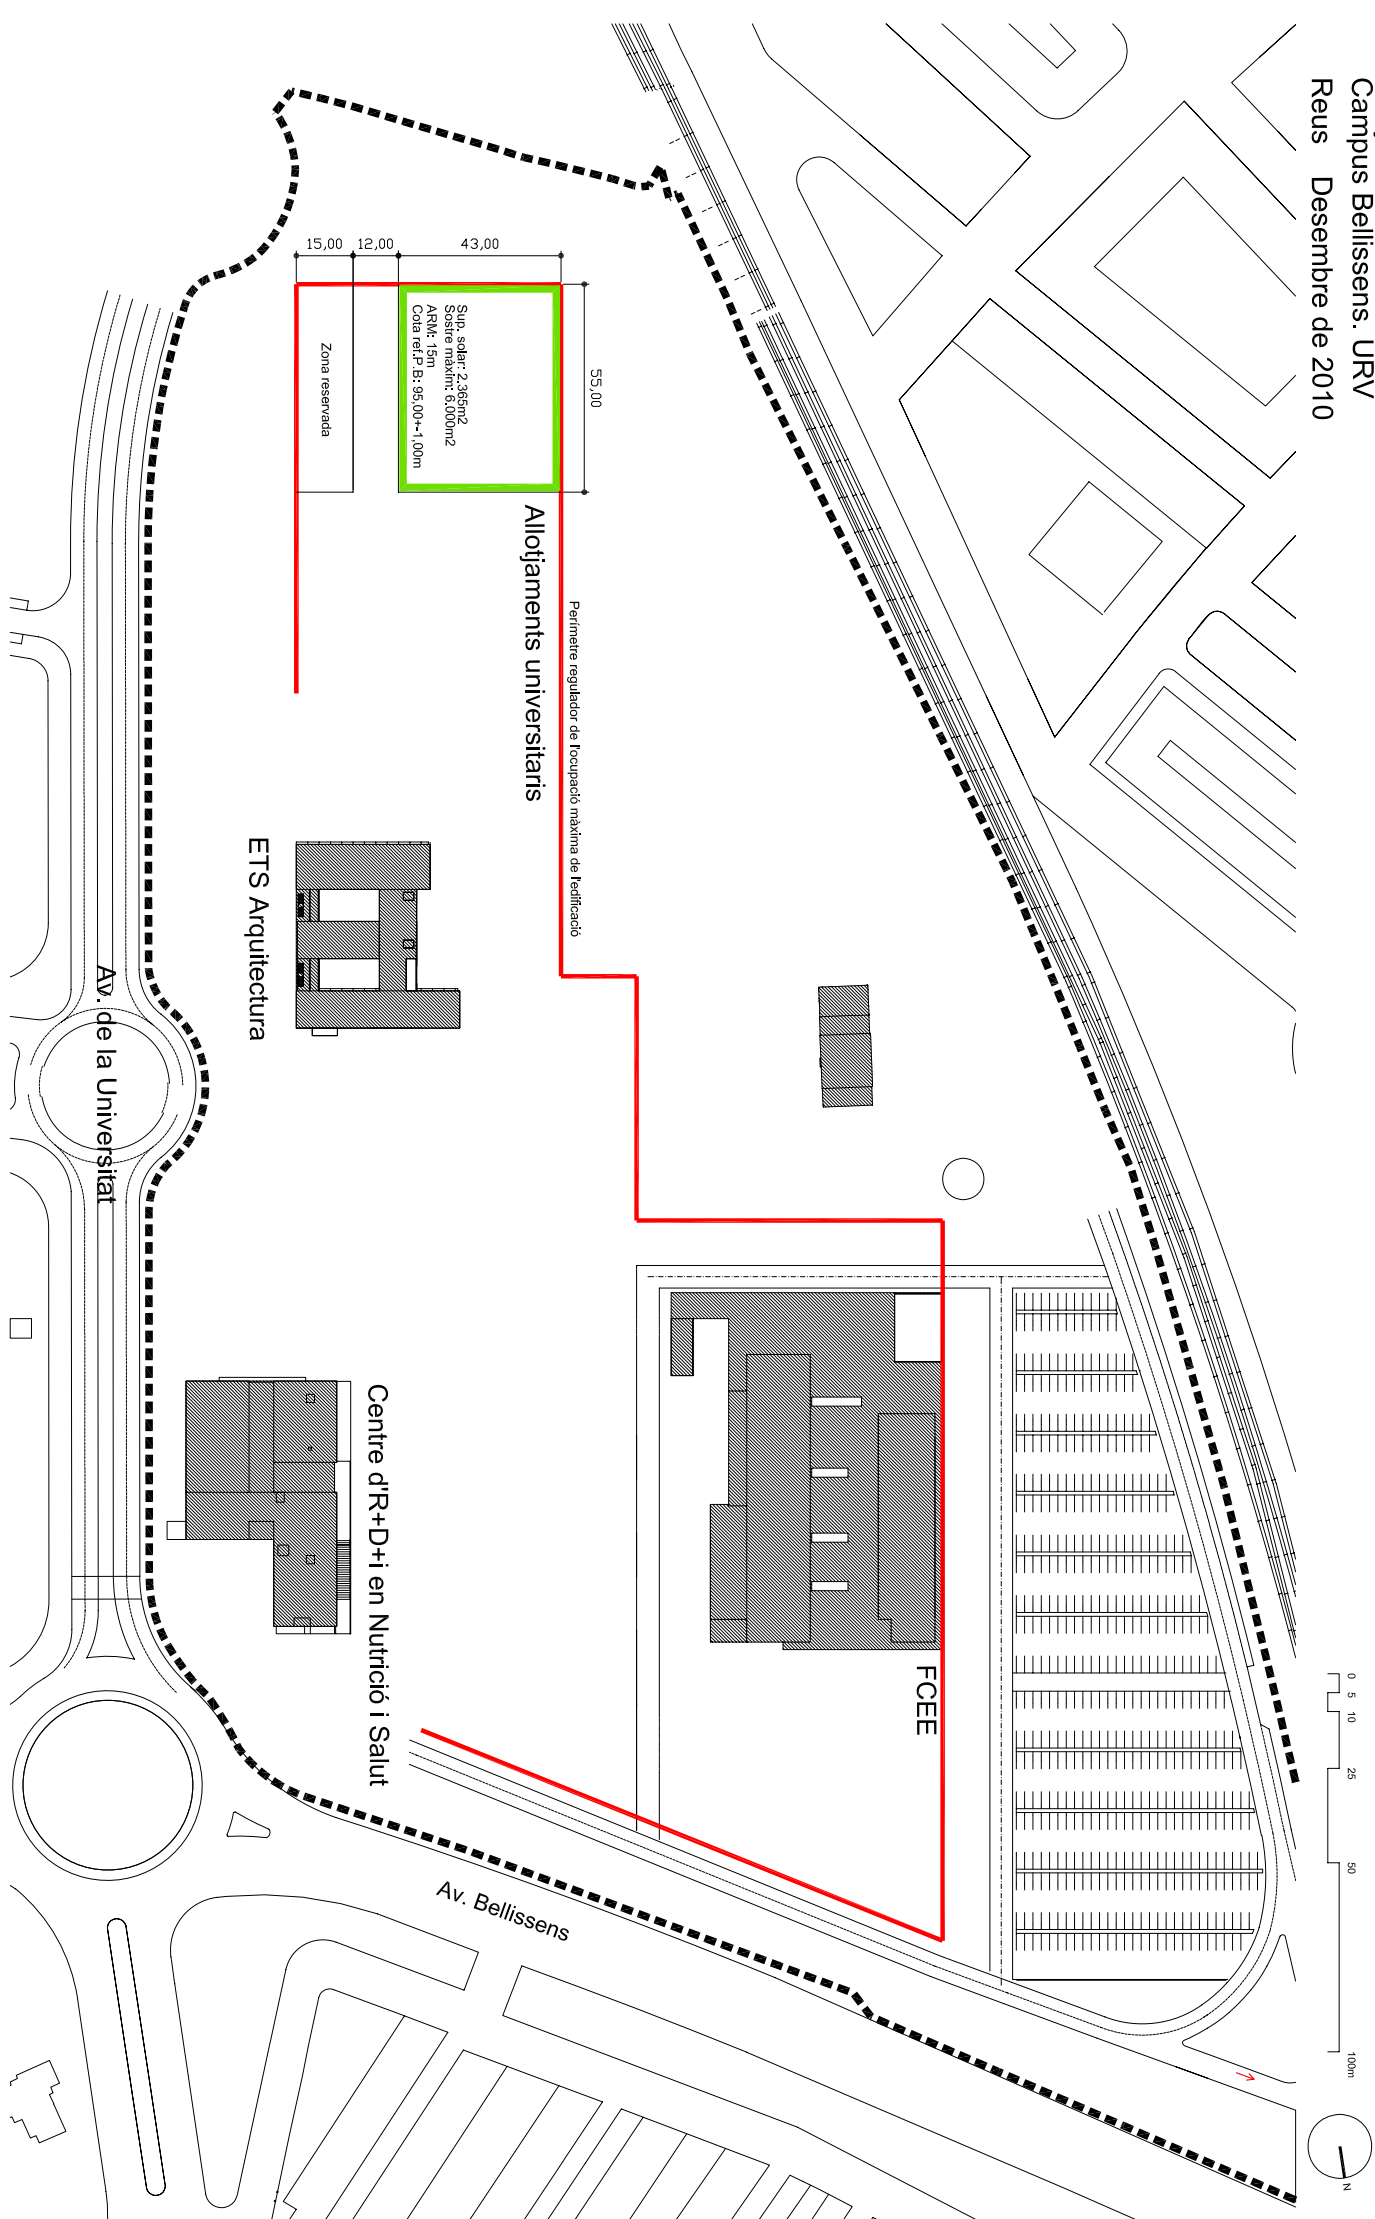 Campus Bellissens. URV
Reus Desembre de 2010
15,00
12,00
43,00
55,00
Sup. solar: 2.365m2
Sostre màxim: 6.000m2
ARM: 15m
Cota ref.P.B: 95,00+-1,00m
Zona reservada
Allotjaments universitaris
Perímetre regulador de l'ocupació màxima de l'edificació
ETS Arquitectura
Av. de la Universitat
Centre d'R+D+i en Nutrició i Salut
FCEE
Av. Bellissens
0 5 10 25 50 100m
N